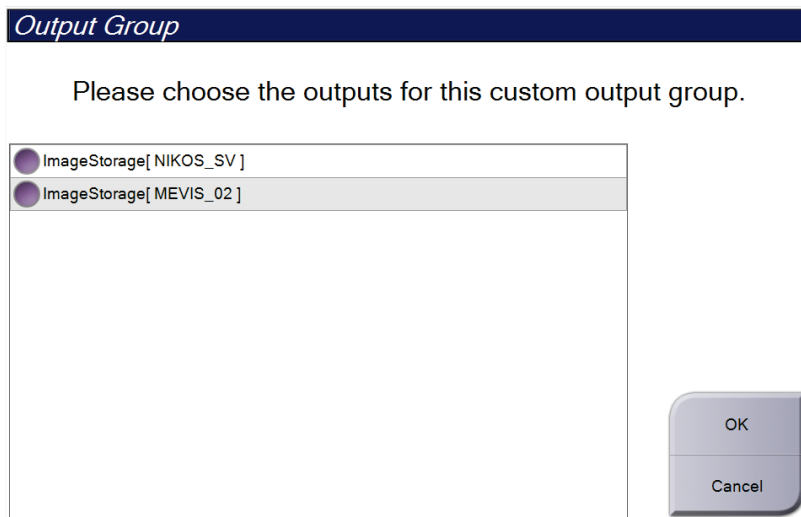 Output Group
Please choose the outputs for this custom output group.
ImageStorage[ NIKOS_SV ]
ImageStorage[ MEVIS_02 ]
OK
Cancel